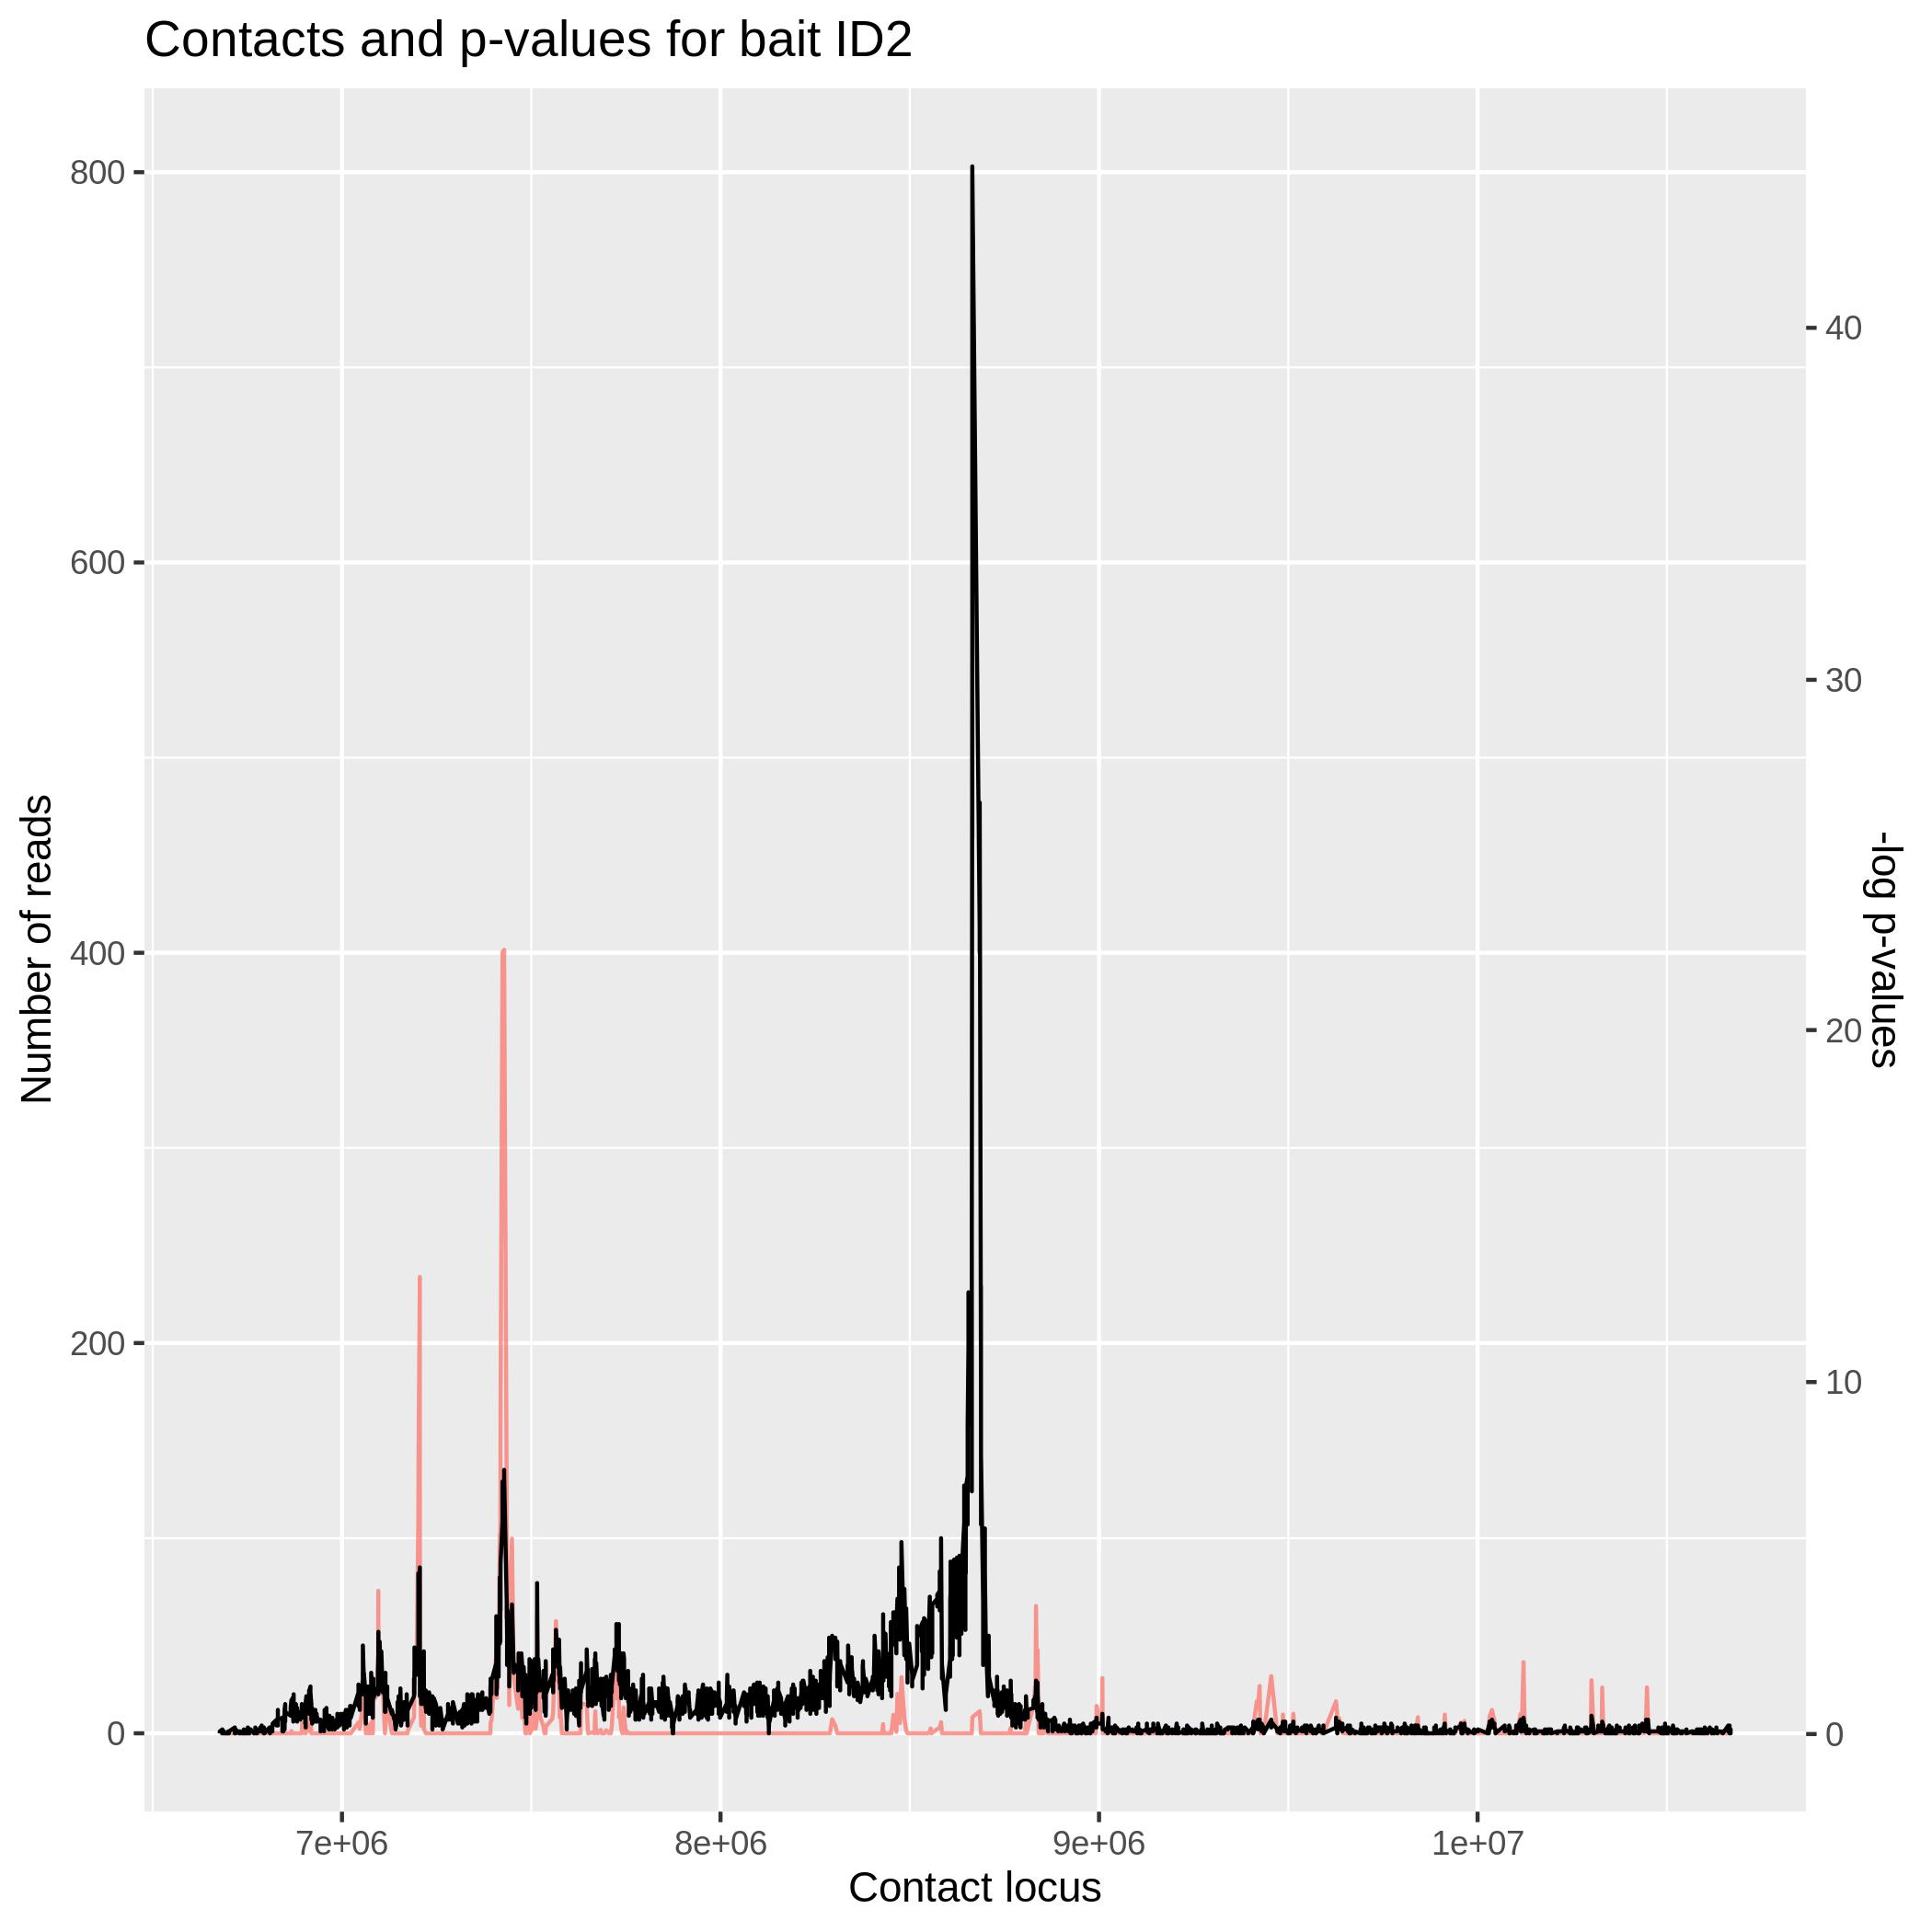 Contacts and p-values for bait ID2
800
600
400
200
0
Number of reads
40
30
20
10
0
-log p-values
7e+06
8e+06
9e+06
1e+07
Contact locus